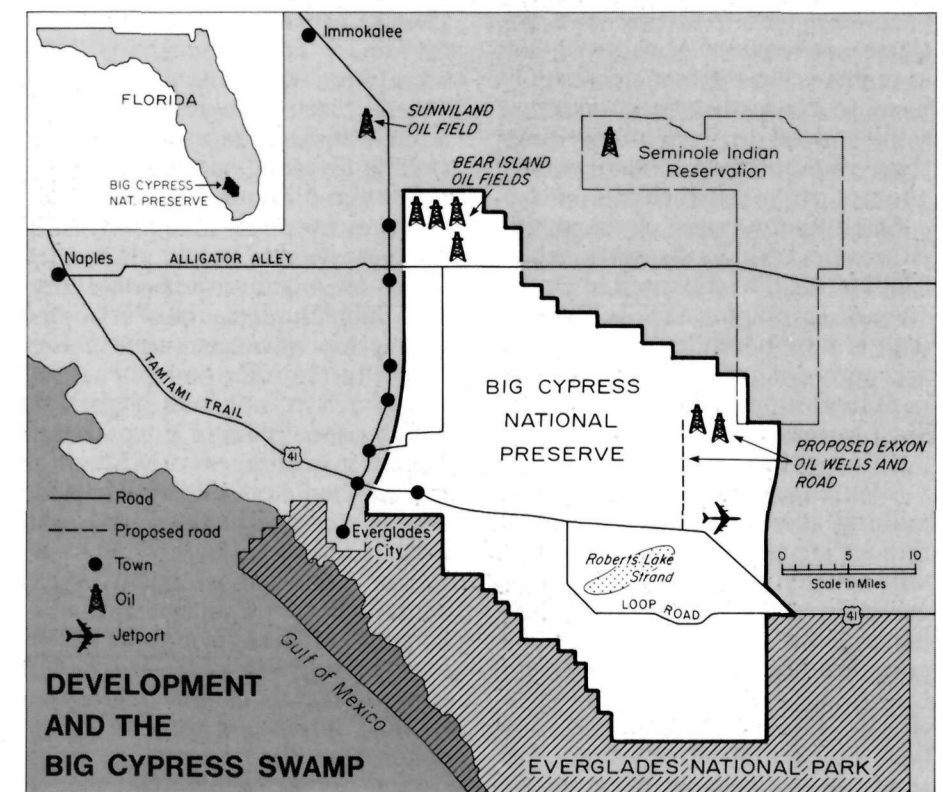 Immokalee
FLORIDA
BIG CYPRESS
NAT. PRESERVE
SUNNILAND
OIL FIELD
BEAR ISLAND
OIL FIELDS
Seminole Indian
Reservation
Naples
ALLIGATOR ALLEY
TAMIAMI TRAIL
41
BIG CYPRESS
NATIONAL
PRESERVE
PROPOSED EXXON
OIL WELLS AND
ROAD
Everglades
City
Roberts Lake
Strand
LOOP ROAD
0 5 10
Scale in Miles
41
Road
Proposed road
Town
Oil
Jetport
Gulf of Mexico
DEVELOPMENT
AND THE
BIG CYPRESS SWAMP
EVERGLADES NATIONAL PARK